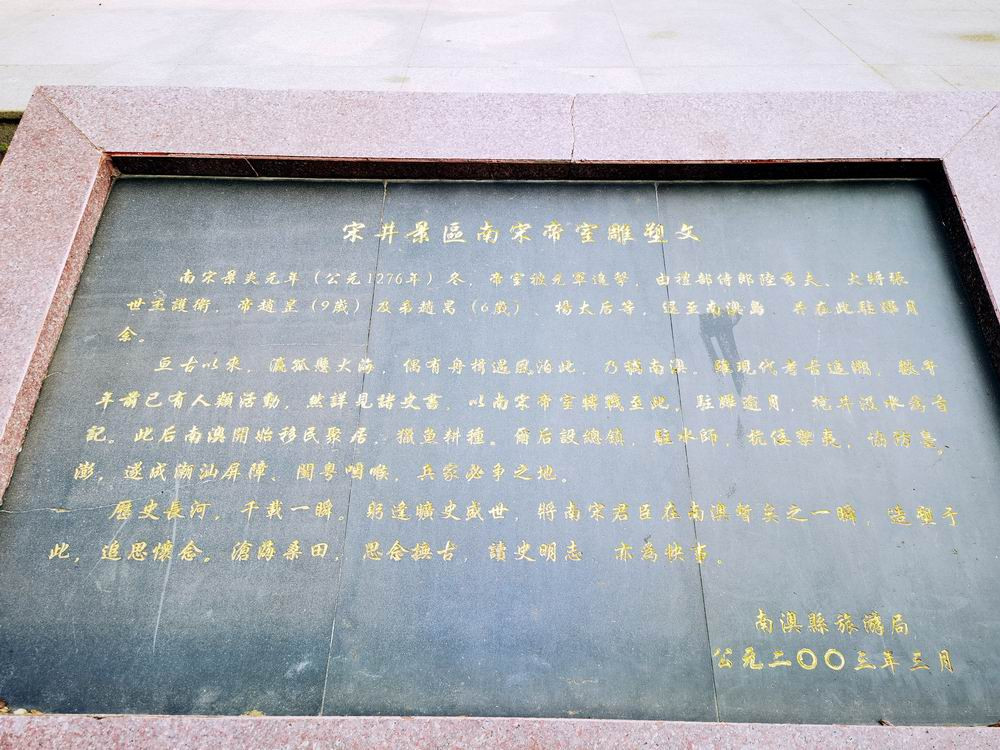 宋井景區南宋帝室雕塑文
南宋景炎元年（公元1276年）冬，帝室被元軍追擊，由禮部侍郎陸秀夫、大將張
世杰護衛，帝趙昰（9歲）及弟趙昺（6歲）、楊太后等，退至南澳島，并在此駐蹕月
余。
亘古以來，瀛孤懸大海，偶有舟楫遇風泊此，乃稱南澳。雖現代考古追溯，數千
年前已有人類活動，然詳見諸史書，以南宋帝室轉戰至此，駐蹕逾月，挖井汲水為首
記。此后南澳開始移民聚居，獵魚耕種。爾后設總鎮，駐水師，抗倭禦夷，協防臺，
澎，遂成潮汕屏障、閩粵咽喉，兵家必爭之地。
歷史長河，千載一瞬。躬逢曠史盛世，將南宋君臣在南澳暫矣之一瞬，造塑于
此，追思懷念。滄海桑田，思念撫古，讀史明志，亦為快事。
南澳縣旅游局
公元二〇〇三年三月